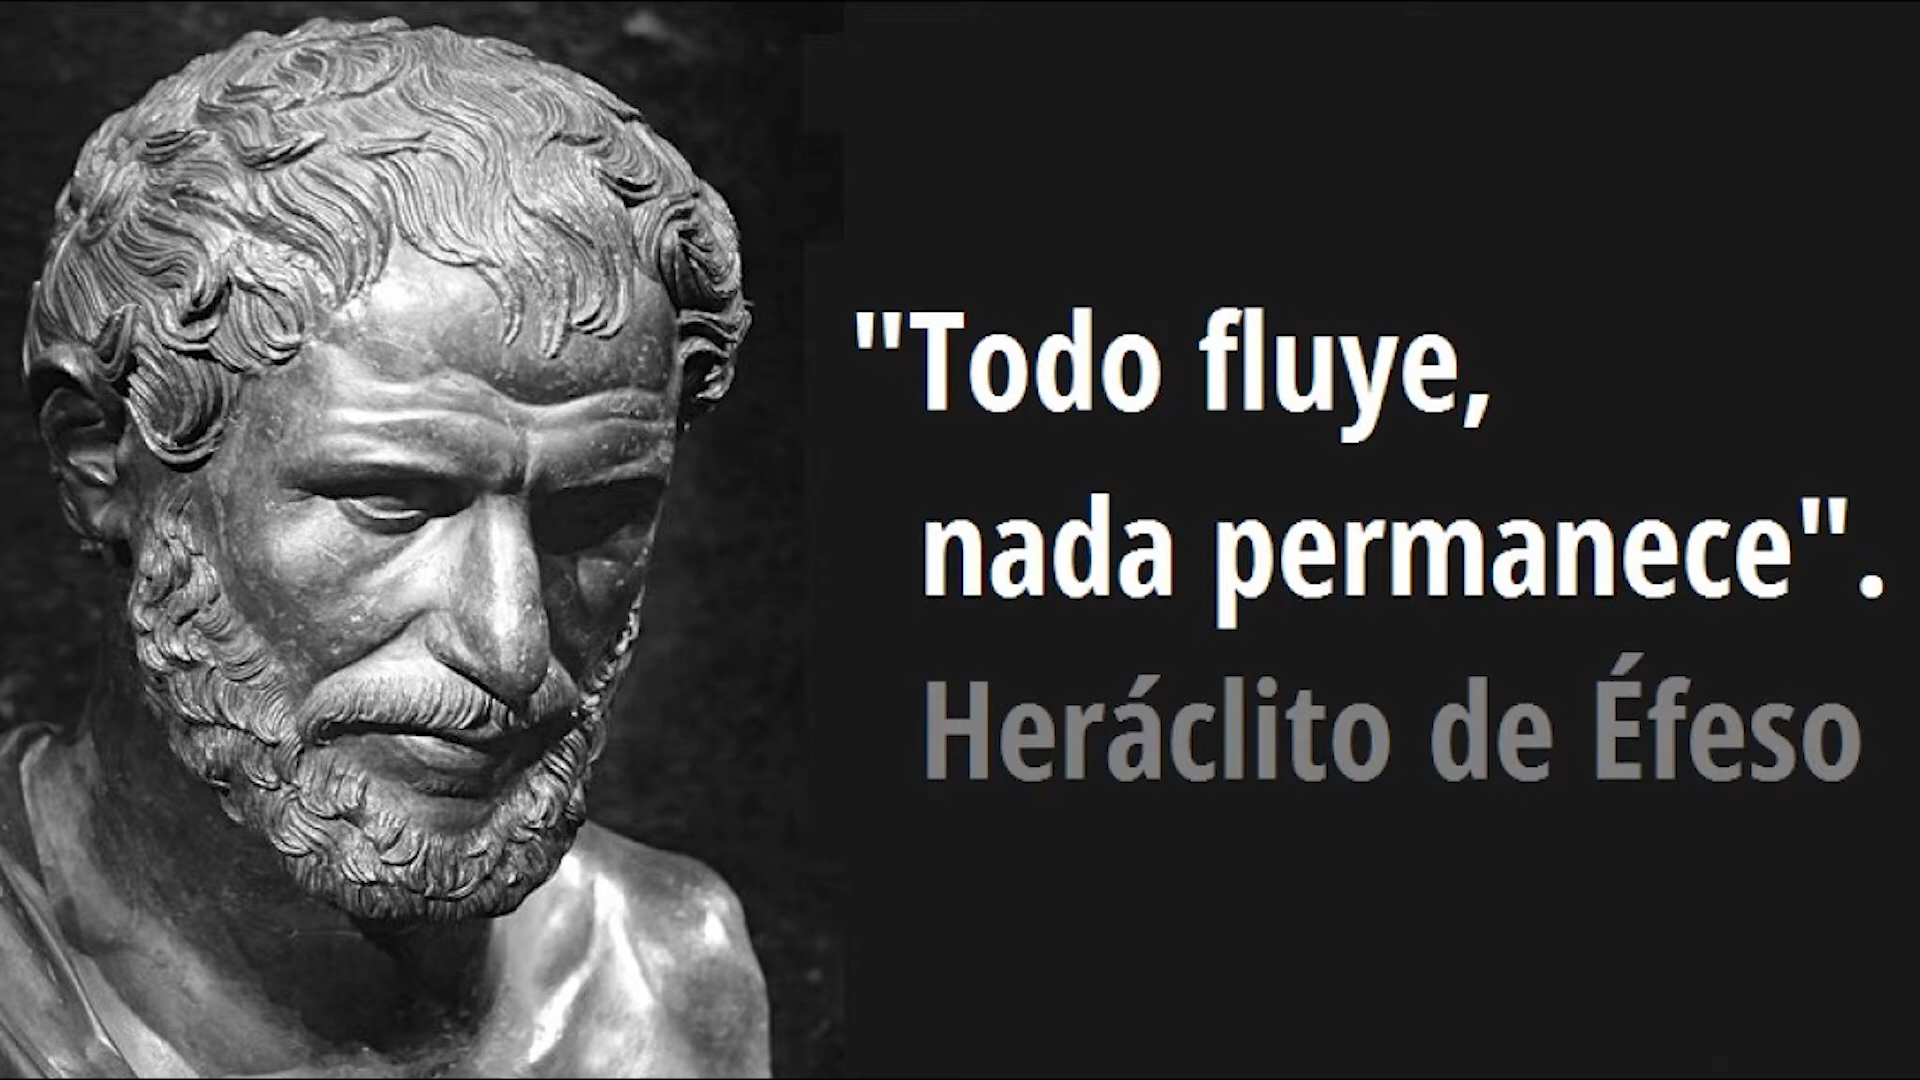 "Todo fluye,
nada permanece".
Heráclito de Éfeso